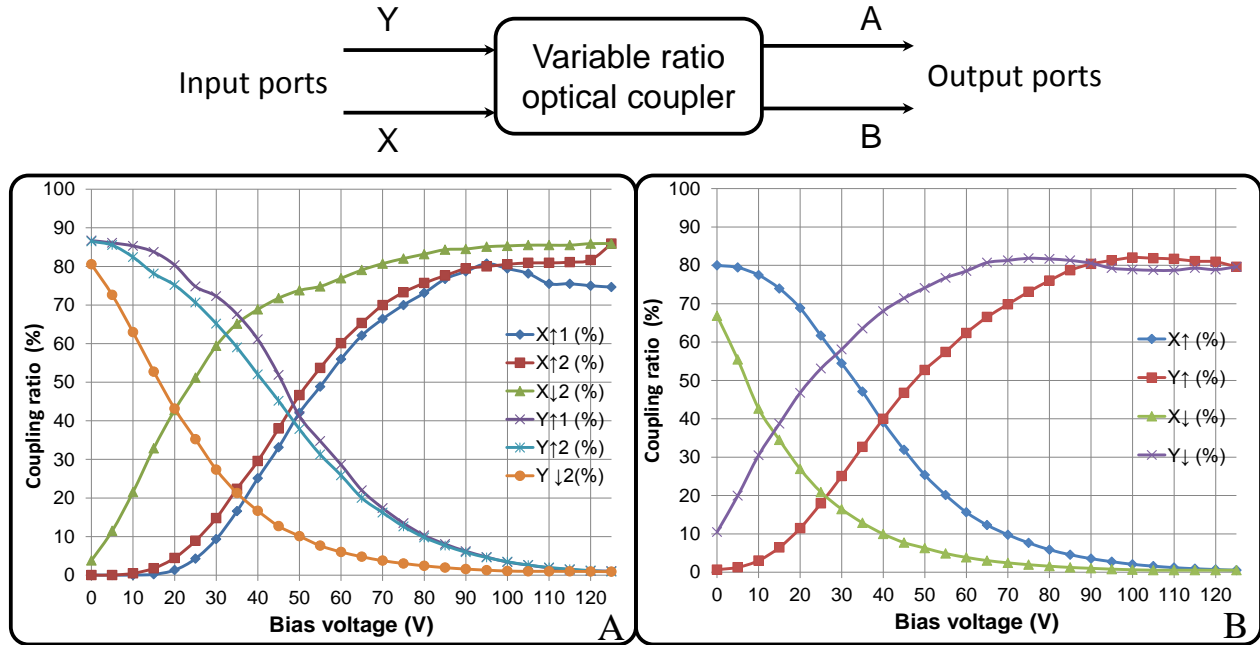 Y
A
Input ports
Variable ratio
optical coupler
Output ports
X
B
100
90
80
70
60
50
40
30
20
10
0
Coupling ratio (%)
X↑1 (%)
X↑2 (%)
X↓2 (%)
Y↑1 (%)
Y↑2 (%)
Y ↓2(%)
0 10 20 30 40 50 60 70 80 90 100 110 120
Bias voltage (V)
A
100
90
80
70
60
50
40
30
20
10
0
Coupling ratio (%)
X↑ (%)
Y↑ (%)
X↓ (%)
Y↓ (%)
0 10 20 30 40 50 60 70 80 90 100 110 120
Bias voltage (V)
B